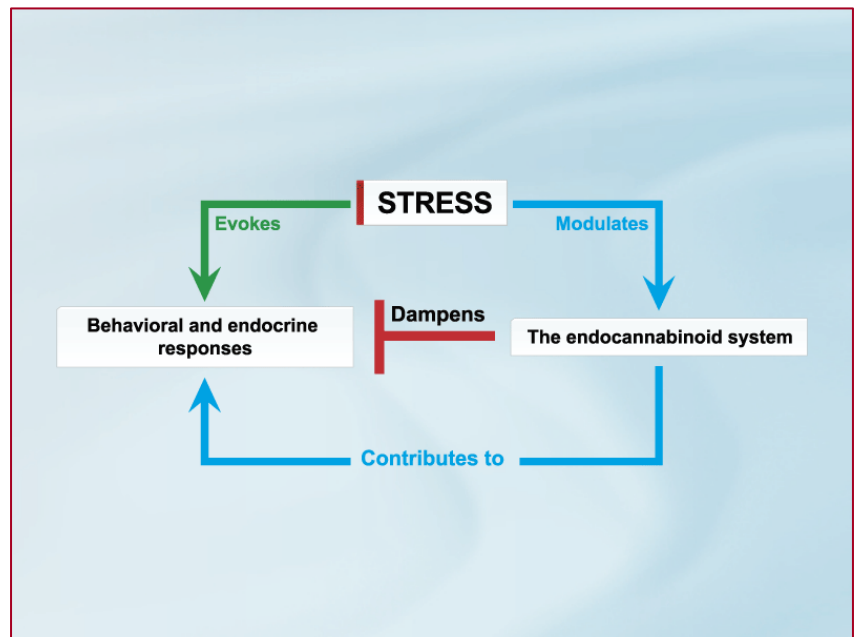 STRESS
Evokes
Modulates
Dampens
Behavioral and endocrine
responses
The endocannabinoid system
Contributes to